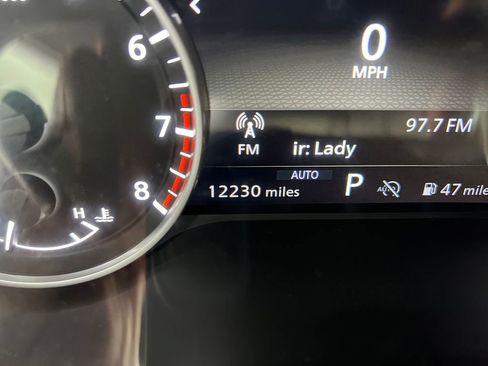 6
0
MPH
7
97.7 FM
FM
ir: Lady
8
AUTO
12230 miles
P
47 mile
H